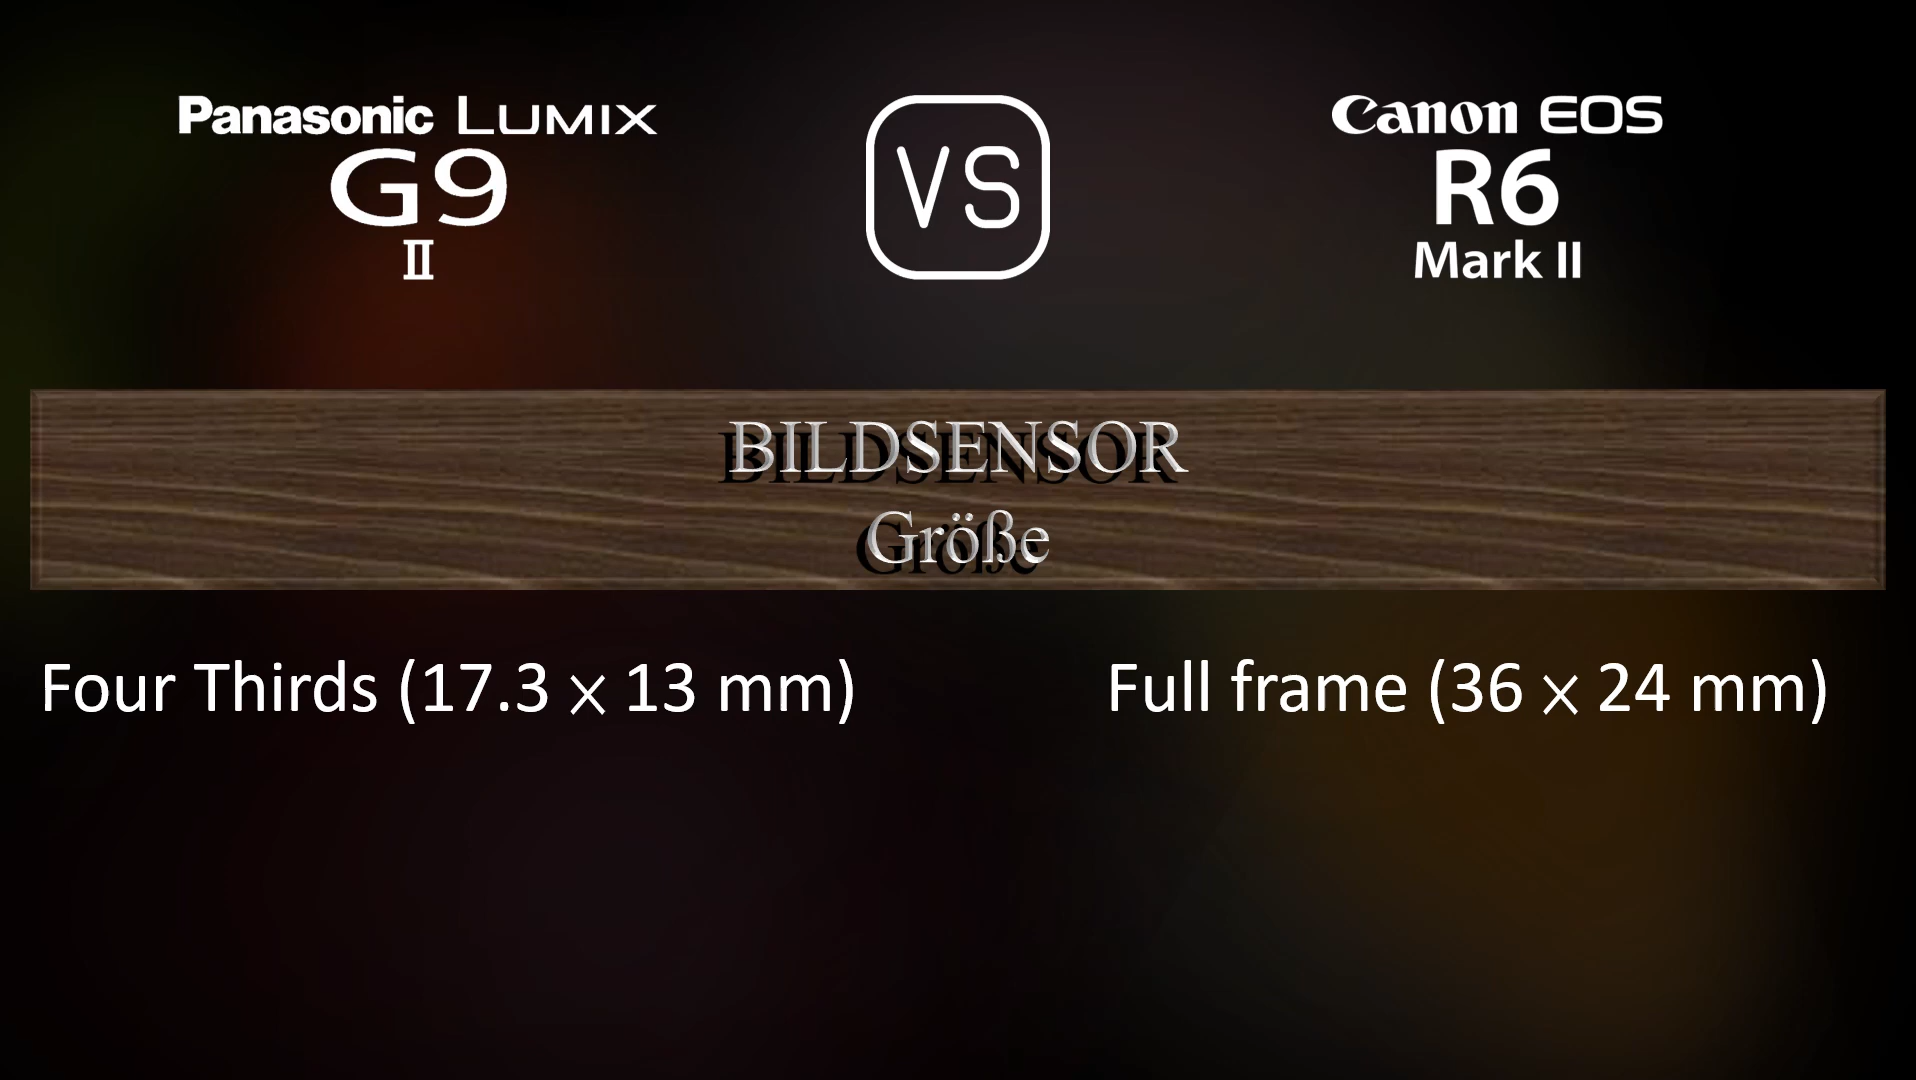 Panasonic LUMIX
G9
II
VS
Canon EOS
R6
Mark II
BILDSENSOR
Größe
Four Thirds (17.3 x 13 mm)
Full frame (36 x 24 mm)